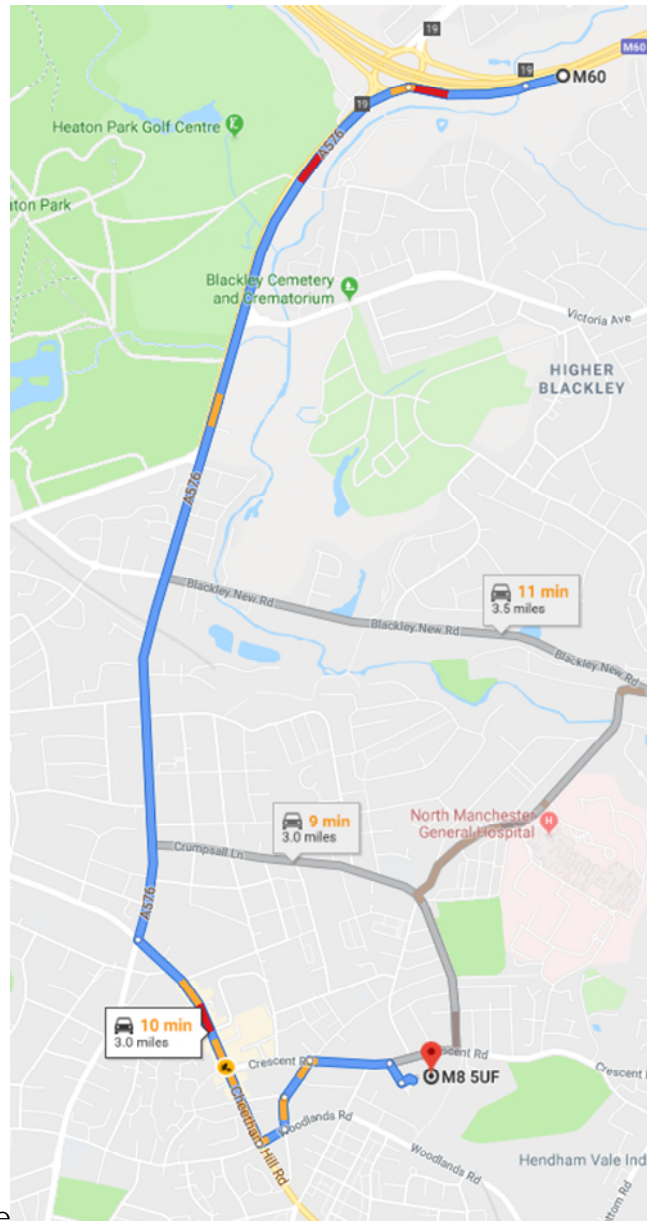 19
M60
19
M60
19
Heaton Park Golf Centre
A576
aton Park
Blackley Cemetery
and Crematorium
Victoria Ave
HIGHER
BLACKLEY
A576
11 min
3.5 miles
Blackley New Rd
Blackley New Rd
Blackley New Rd
9 min
3.0 miles
North Manchester
General Hospital
H
Crumpsall Ln
A576
10 min
3.0 miles
Crescent Rd
escent Rd
M8 5UF
Cheetham Hill Rd
Woodlands Rd
Woodlands Rd
Hendham Vale Ind
ottom Rd
e